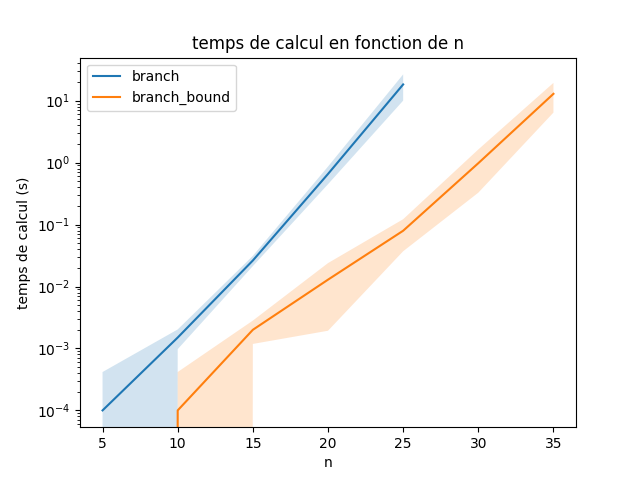 temps de calcul en fonction de n
branch
branch_bound
temps de calcul (s)
10¹
10⁰
10⁻¹
10⁻²
10⁻³
10⁻⁴
5 10 15 20 25 30 35
n